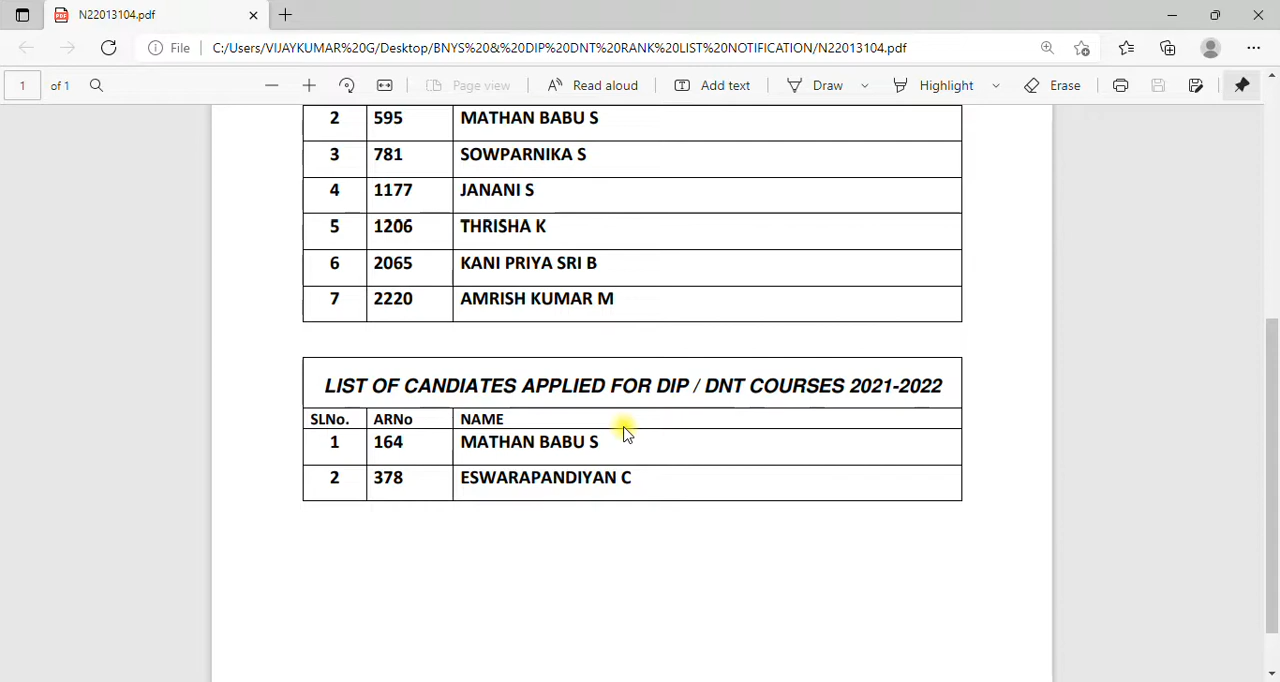 N22013104.pdf
File C:/Users/VIJAYKUMAR%20G/Desktop/BNYS%20&%20DIP%20DNT%20RANK%20LIST%20NOTIFICATION/N22013104.pdf
1 of 1 Page view Read aloud Add text Draw Highlight Erase
2 595 MATHAN BABU S
3 781 SOWPARNIKA S
4 1177 JANANI S
5 1206 THRISHA K
6 2065 KANI PRIYA SRI B
7 2220 AMRISH KUMAR M
LIST OF CANDIATES APPLIED FOR DIP / DNT COURSES 2021-2022
SLNo. ARNo NAME
1 164 MATHAN BABU S
2 378 ESWARAPANDIYAN C